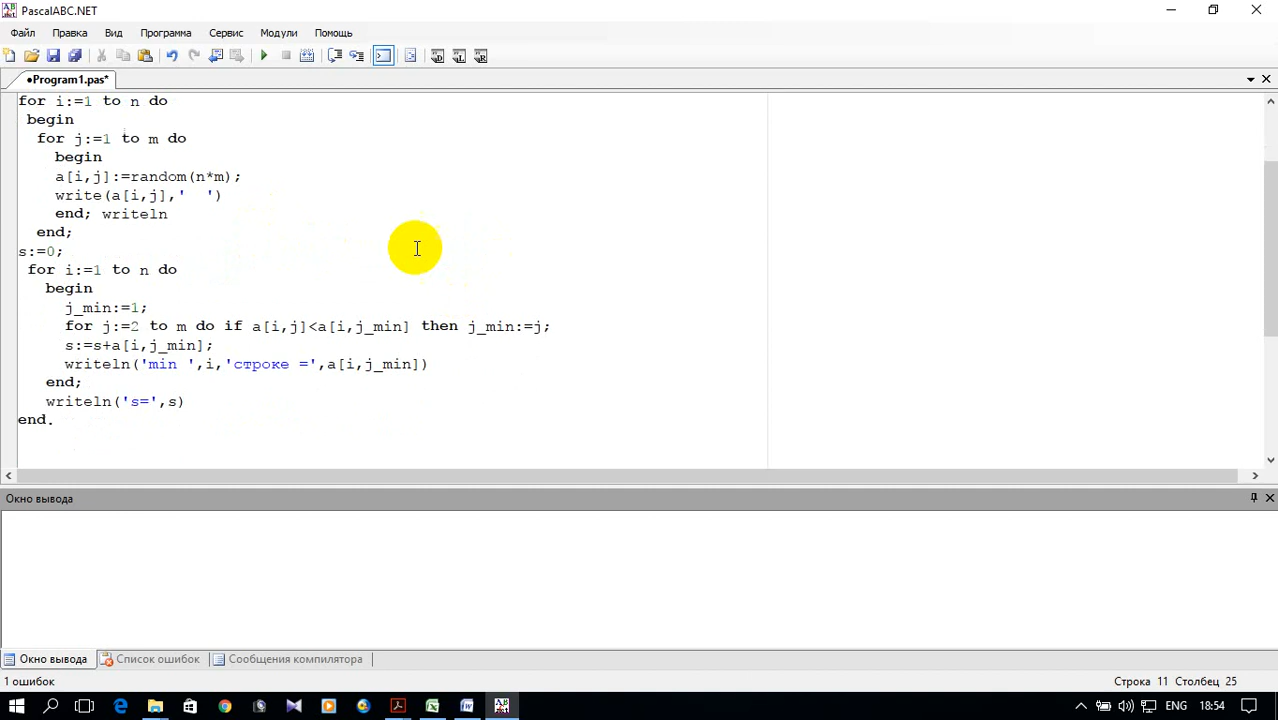 PascalABC.NET
Файл Правка Вид Программа Сервис Модули Помощь
•Program1.pas*
for i:=1 to n do
begin
for j:=1 to m do
begin
a[i,j]:=random(n*m);
write(a[i,j],'  ')
end; writeln
end;
s:=0;
for i:=1 to n do
begin
j_min:=1;
for j:=2 to m do if a[i,j]<a[i,j_min] then j_min:=j;
s:=s+a[i,j_min];
writeln('min ',i,'строке =',a[i,j_min])
end;
writeln('s=',s)
end.
Окно вывода
Окно вывода Список ошибок Сообщения компилятора
1 ошибок Строка 11 Столбец 25
ENG 18:54